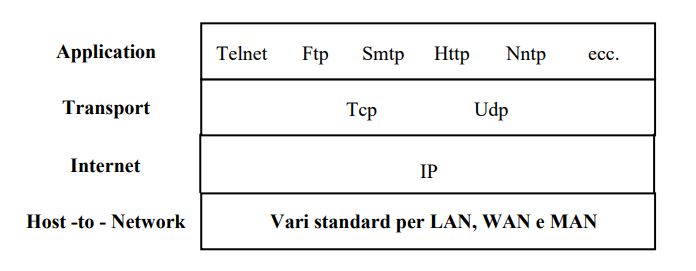 Application Telnet Ftp Smtp Http Nntp ecc.
Transport Tcp Udp
Internet IP
Host -to - Network Vari standard per LAN, WAN e MAN